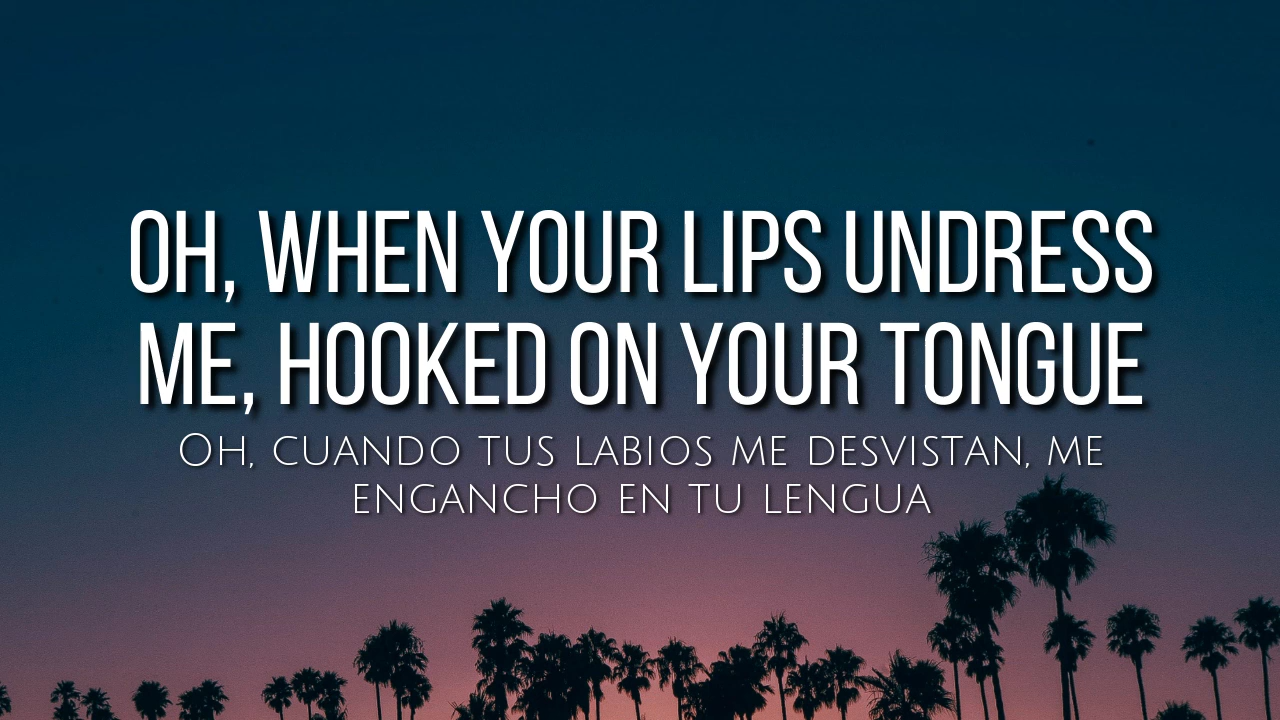 OH, WHEN YOUR LIPS UNDRESS
ME, HOOKED ON YOUR TONGUE
OH, CUANDO TUS LABIOS ME DESVISTAN, ME
ENGANCHO EN TU LENGUA